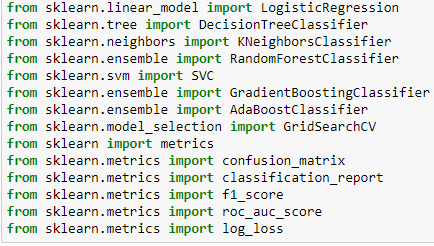 from sklearn.linear_model import LogisticRegression
from sklearn.tree import DecisionTreeClassifier
from sklearn.neighbors import KNeighborsClassifier
from sklearn.ensemble import RandomForestClassifier
from sklearn.svm import SVC
from sklearn.ensemble import GradientBoostingClassifier
from sklearn.ensemble import AdaBoostClassifier
from sklearn.model_selection import GridSearchCV
from sklearn import metrics
from sklearn.metrics import confusion_matrix
from sklearn.metrics import classification_report
from sklearn.metrics import f1_score
from sklearn.metrics import roc_auc_score
from sklearn.metrics import log_loss